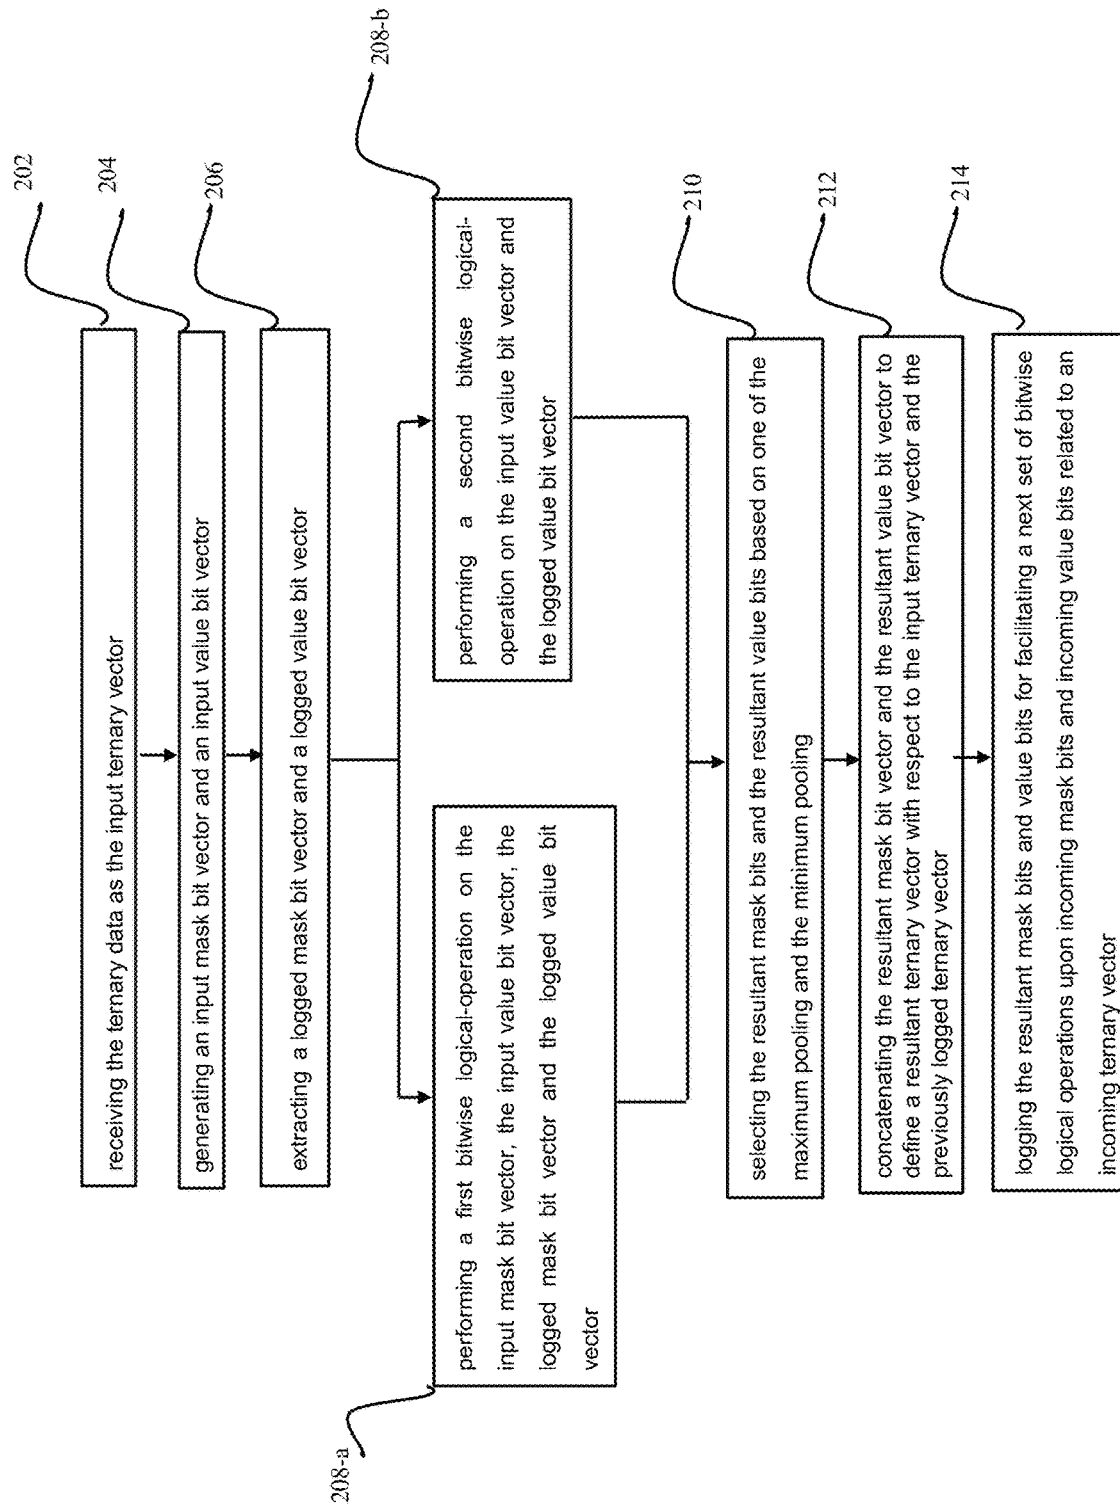 202
receiving the ternary data as the input ternary vector
204
generating an input mask bit vector and an input value bit vector
206
extracting a logged mask bit vector and a logged value bit vector
208-a
performing a first bitwise logical-operation on the
input mask bit vector, the input value bit vector, the
logged mask bit vector and the logged value bit
vector
208-b
performing a second bitwise logical-
operation on the input value bit vector and
the logged value bit vector
210
selecting the resultant mask bits and the resultant value bits based on one of the
maximum pooling and the minimum pooling
212
concatenating the resultant mask bit vector and the resultant value bit vector to
define a resultant ternary vector with respect to the input ternary vector and the
previously logged ternary vector
214
logging the resultant mask bits and value bits for facilitating a next set of bitwise
logical operations upon incoming mask bits and incoming value bits related to an
incoming ternary vector